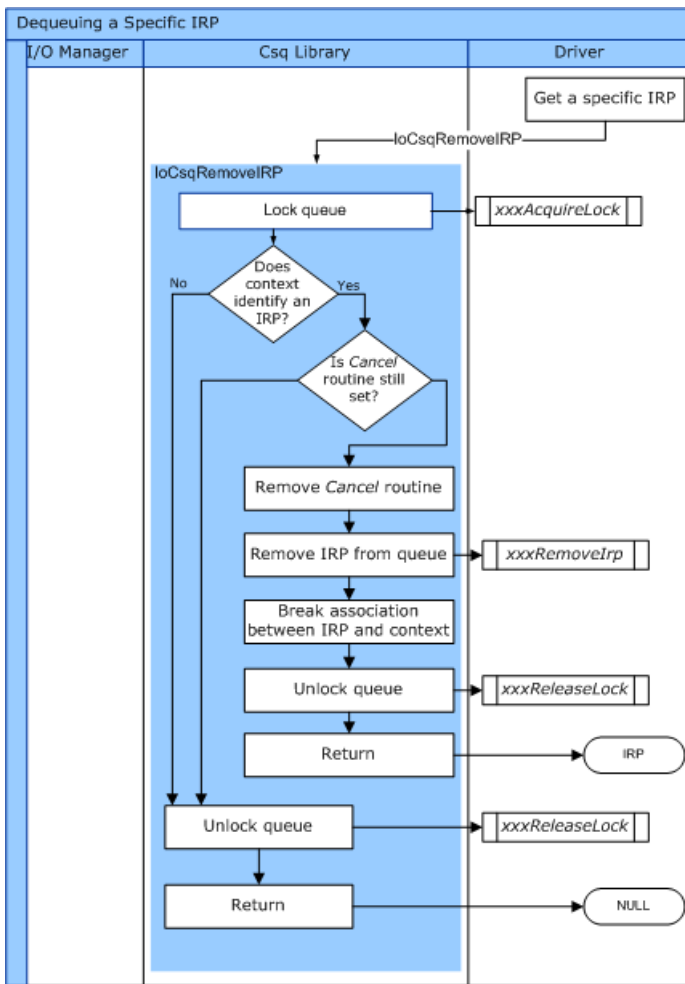 Dequeuing a Specific IRP
I/O Manager
Csq Library
Driver
Get a specific IRP
IoCsqRemoveIRP
IoCsqRemoveIRP
Lock queue
xxxAcquireLock
Does
context
identify an
IRP?
No
Yes
Is Cancel
routine still
set?
Remove Cancel routine
Remove IRP from queue
xxxRemoveIrp
Break association
between IRP and context
Unlock queue
xxxReleaseLock
Return
IRP
Unlock queue
xxxReleaseLock
Return
NULL